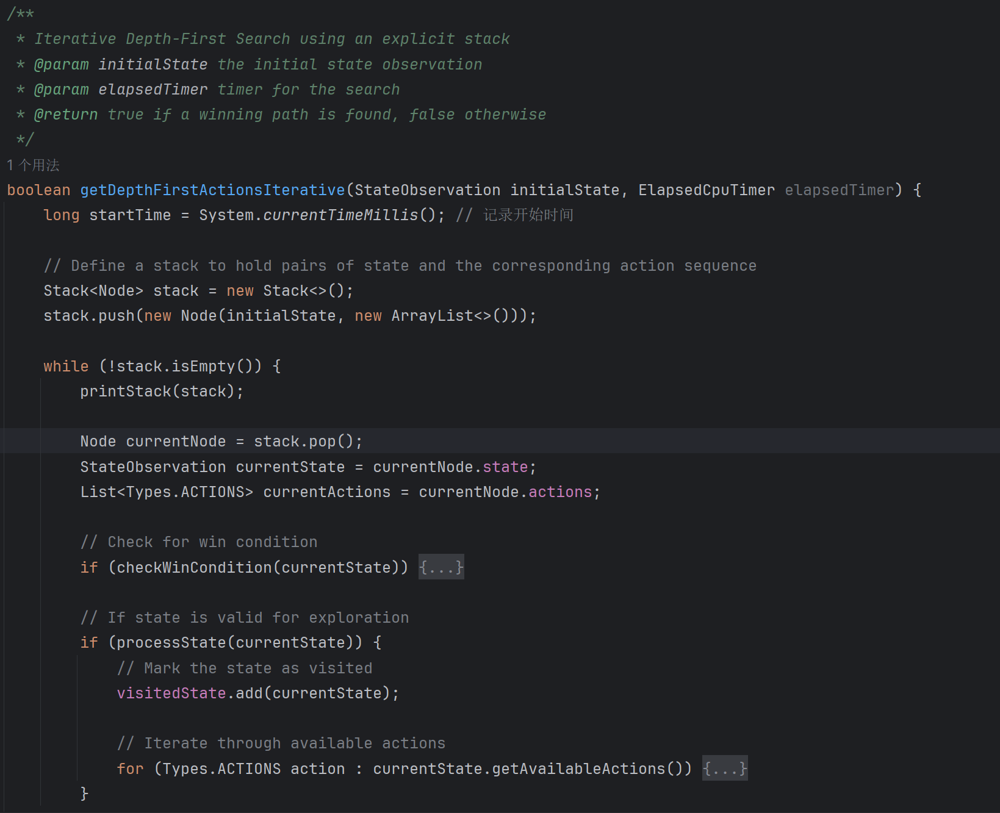 /**
 * Iterative Depth-First Search using an explicit stack
 * @param initialState the initial state observation
 * @param elapsedTimer timer for the search
 * @return true if a winning path is found, false otherwise
 */
1 个用法
boolean getDepthFirstActionsIterative(StateObservation initialState, ElapsedCpuTimer elapsedTimer) {
    long startTime = System.currentTimeMillis(); // 记录开始时间
    // Define a stack to hold pairs of state and the corresponding action sequence
    Stack<Node> stack = new Stack<>();
    stack.push(new Node(initialState, new ArrayList<>()));
    while (!stack.isEmpty()) {
        printStack(stack);
        Node currentNode = stack.pop();
        StateObservation currentState = currentNode.state;
        List<Types.ACTIONS> currentActions = currentNode.actions;
        // Check for win condition
        if (checkWinCondition(currentState)) {...}
        // If state is valid for exploration
        if (processState(currentState)) {
            // Mark the state as visited
            visitedState.add(currentState);
            // Iterate through available actions
            for (Types.ACTIONS action : currentState.getAvailableActions()) {...}
        }